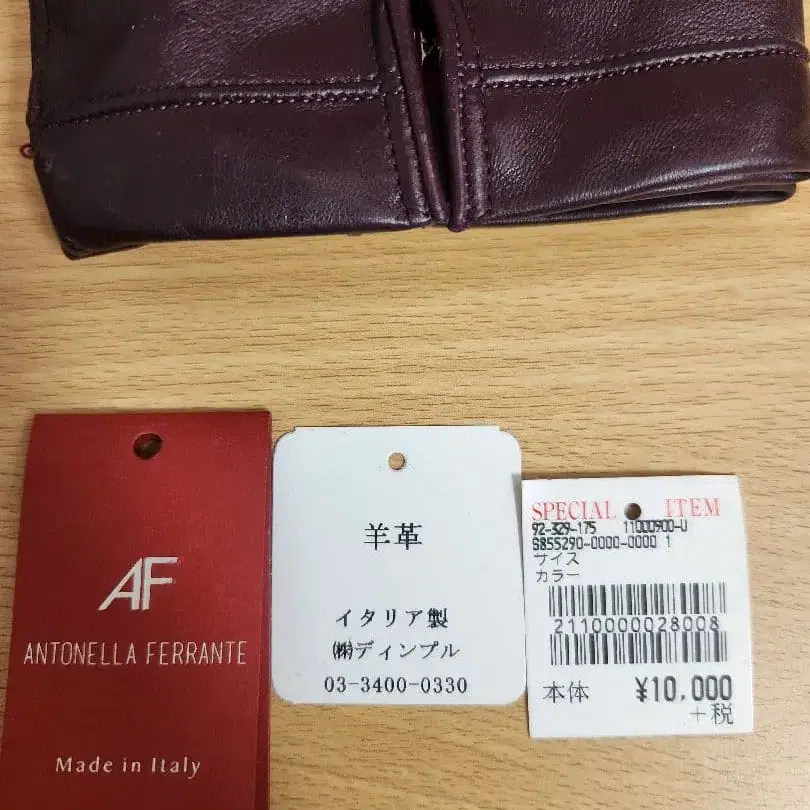 AF
ANTONELLA FERRANTE
Made in Italy
羊革
イタリア製
㈱ディンプル
03-3400-0330
SPECIAL ITEM
92-329-175 11000900-U
S855290-0000-0000 1
サイズ
カラー
2110000028008
本体 ¥10,000
+税